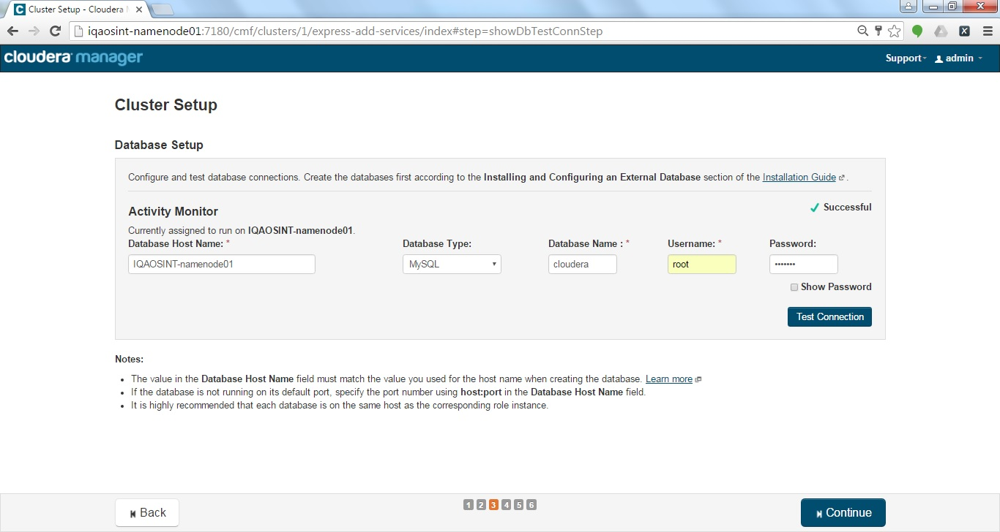 Cluster Setup - Cloudera M
iqaosint-namenode01:7180/cmf/clusters/1/express-add-services/index#step=showDbTestConnStep
cloudera manager
Support
admin
Cluster Setup
Database Setup
Configure and test database connections. Create the databases first according to the Installing and Configuring an External Database section of the Installation Guide .
Activity Monitor
Successful
Currently assigned to run on IQAOSINT-namenode01.
Database Host Name: * Database Type: Database Name : * Username: * Password:
IQAOSINT-namenode01 MySQL cloudera root •••••••
Show Password
Test Connection
Notes:
• The value in the Database Host Name field must match the value you used for the host name when creating the database. Learn more
• If the database is not running on its default port, specify the port number using host:port in the Database Host Name field.
• It is highly recommended that each database is on the same host as the corresponding role instance.
Back
1 2 3 4 5 6
Continue